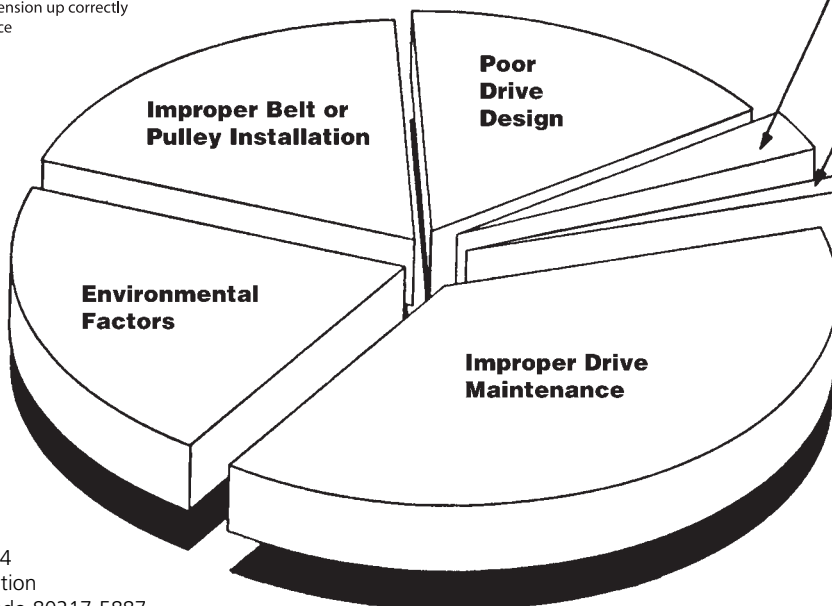 ension up correctly
ce
Poor
Drive
Design
Improper Belt or
Pulley Installation
Environmental
Factors
Improper Drive
Maintenance
4
tion
80217-5887